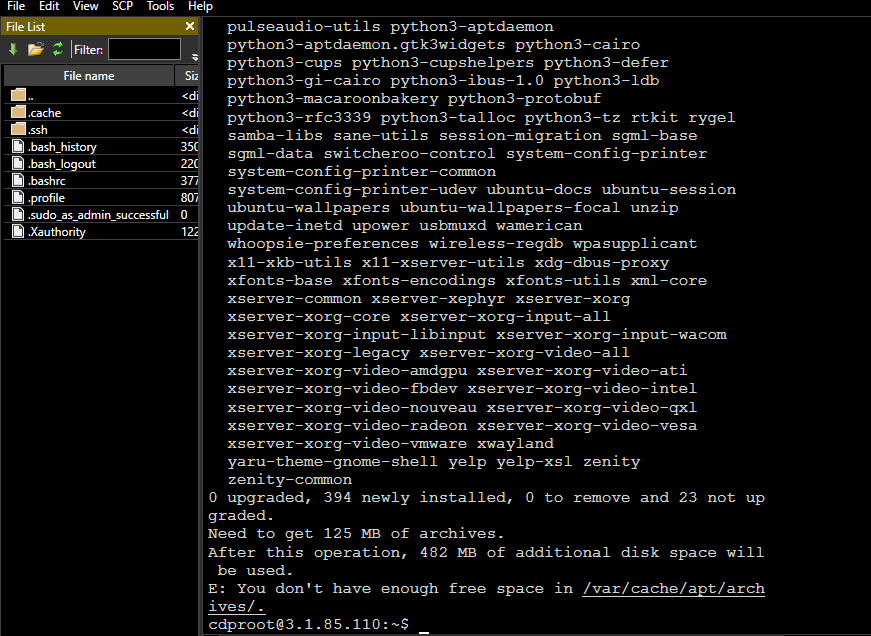 File Edit View SCP Tools Help
File List
Filter:
File name Siz
.. <di
.cache <di
.ssh <di
.bash_history 350
.bash_logout 220
.bashrc 377
.profile 807
.sudo_as_admin_successful 0
.Xauthority 122
pulseaudio-utils python3-aptdaemon
python3-aptdaemon.gtk3widgets python3-cairo
python3-cups python3-cupshelpers python3-defer
python3-gi-cairo python3-ibus-1.0 python3-ldb
python3-macaroonbakery python3-protobuf
python3-rfc3339 python3-talloc python3-tz rtkit rygel
samba-libs sane-utils session-migration sgml-base
sgml-data switcheroo-control system-config-printer
system-config-printer-common
system-config-printer-udev ubuntu-docs ubuntu-session
ubuntu-wallpapers ubuntu-wallpapers-focal unzip
update-inetd upower usbmuxd wamerican
whoopsie-preferences wireless-regdb wpasupplicant
x11-xkb-utils x11-xserver-utils xdg-dbus-proxy
xfonts-base xfonts-encodings xfonts-utils xml-core
xserver-common xserver-xephyr xserver-xorg
xserver-xorg-core xserver-xorg-input-all
xserver-xorg-input-libinput xserver-xorg-input-wacom
xserver-xorg-legacy xserver-xorg-video-all
xserver-xorg-video-amdgpu xserver-xorg-video-ati
xserver-xorg-video-fbdev xserver-xorg-video-intel
xserver-xorg-video-nouveau xserver-xorg-video-qxl
xserver-xorg-video-radeon xserver-xorg-video-vesa
xserver-xorg-video-vmware xwayland
yaru-theme-gnome-shell yelp yelp-xsl zenity
zenity-common
0 upgraded, 394 newly installed, 0 to remove and 23 not up
graded.
Need to get 125 MB of archives.
After this operation, 482 MB of additional disk space will
be used.
E: You don't have enough free space in /var/cache/apt/arch
ives/.
cdproot@3.1.85.110:~$ _